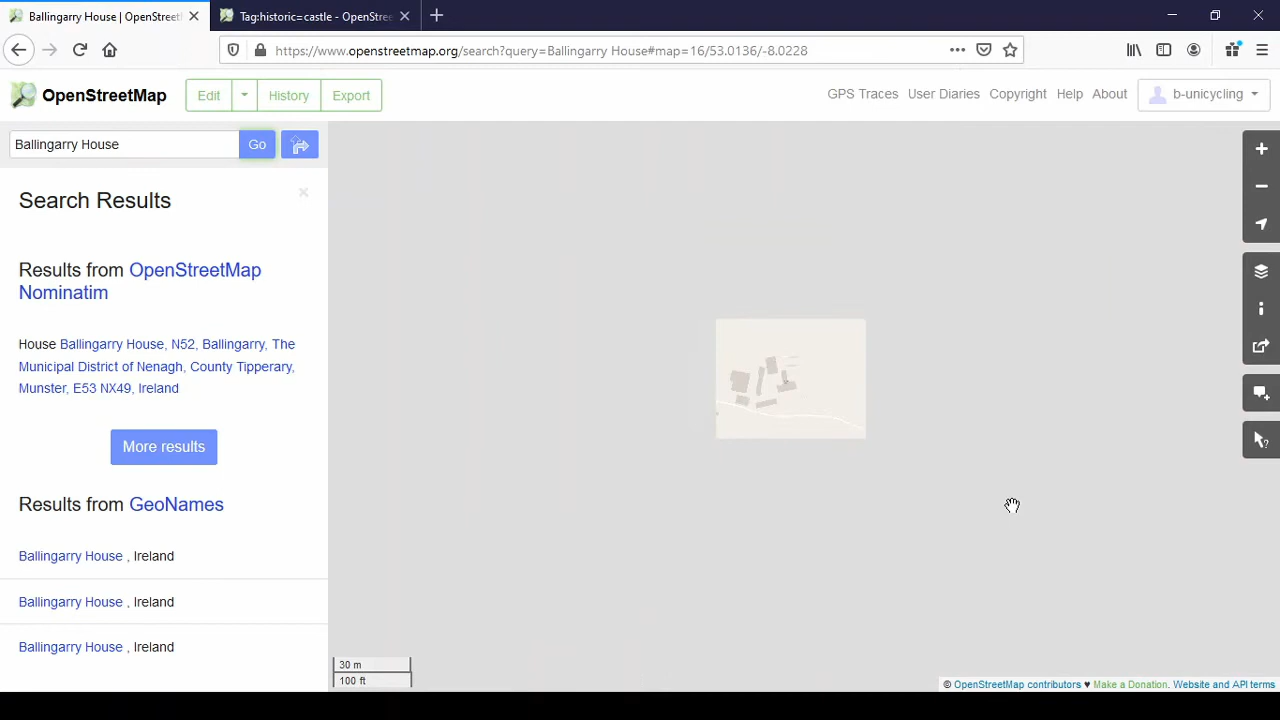 Ballingarry House | OpenStreet
Tag:historic=castle - OpenStree
https://www.openstreetmap.org/search?query=Ballingarry House#map=16/53.0136/-8.0228
OpenStreetMap
Edit
History
Export
GPS Traces
User Diaries
Copyright
Help
About
b-unicycling
Ballingarry House
Go
Search Results
Results from OpenStreetMap
Nominatim
House Ballingarry House, N52, Ballingarry, The
Municipal District of Nenagh, County Tipperary,
Munster, E53 NX49, Ireland
More results
Results from GeoNames
Ballingarry House , Ireland
Ballingarry House , Ireland
Ballingarry House , Ireland
30 m
100 ft
© OpenStreetMap contributors ♥ Make a Donation. Website and API terms